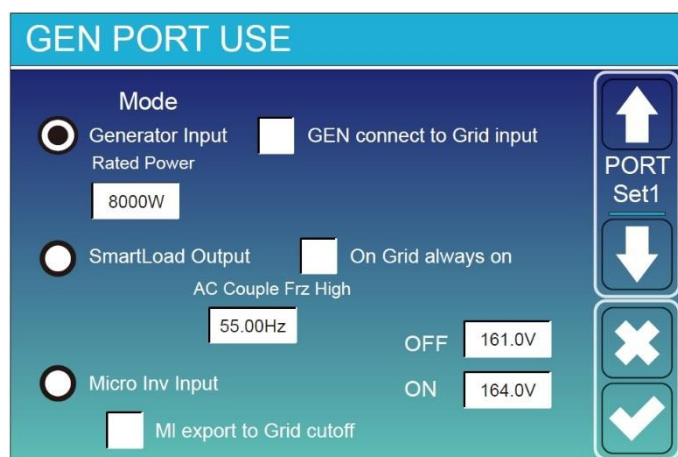 GEN PORT USE
Mode
Generator Input GEN connect to Grid input
Rated Power
8000W
PORT
Set1
SmartLoad Output On Grid always on
AC Couple Frz High
55.00Hz
OFF 161.0V
Micro Inv Input ON 164.0V
MI export to Grid cutoff